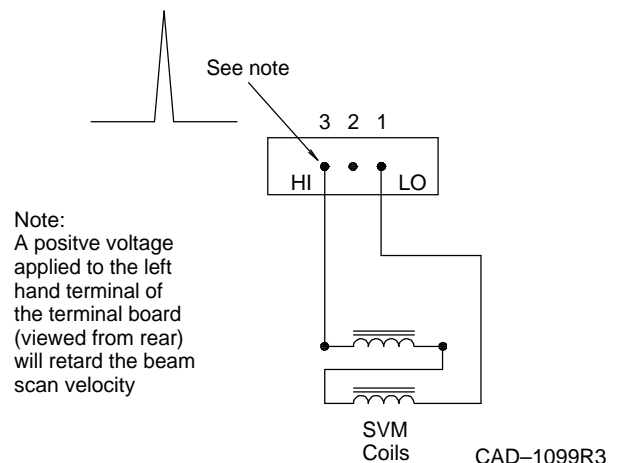 See note
3 2 1
HI LO
Note:
A positve voltage
applied to the left
hand terminal of
the terminal board
(viewed from rear)
will retard the beam
scan velocity
SVM
Coils
CAD–1099R3